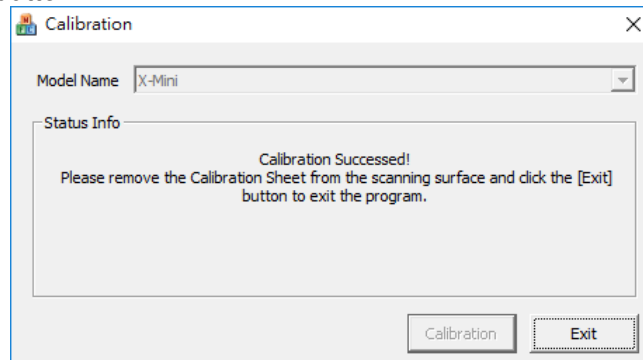 Calibration
Model Name X-Mini
Status Info
Calibration Successed!
Please remove the Calibration Sheet from the scanning surface and click the [Exit]
button to exit the program.
Calibration Exit